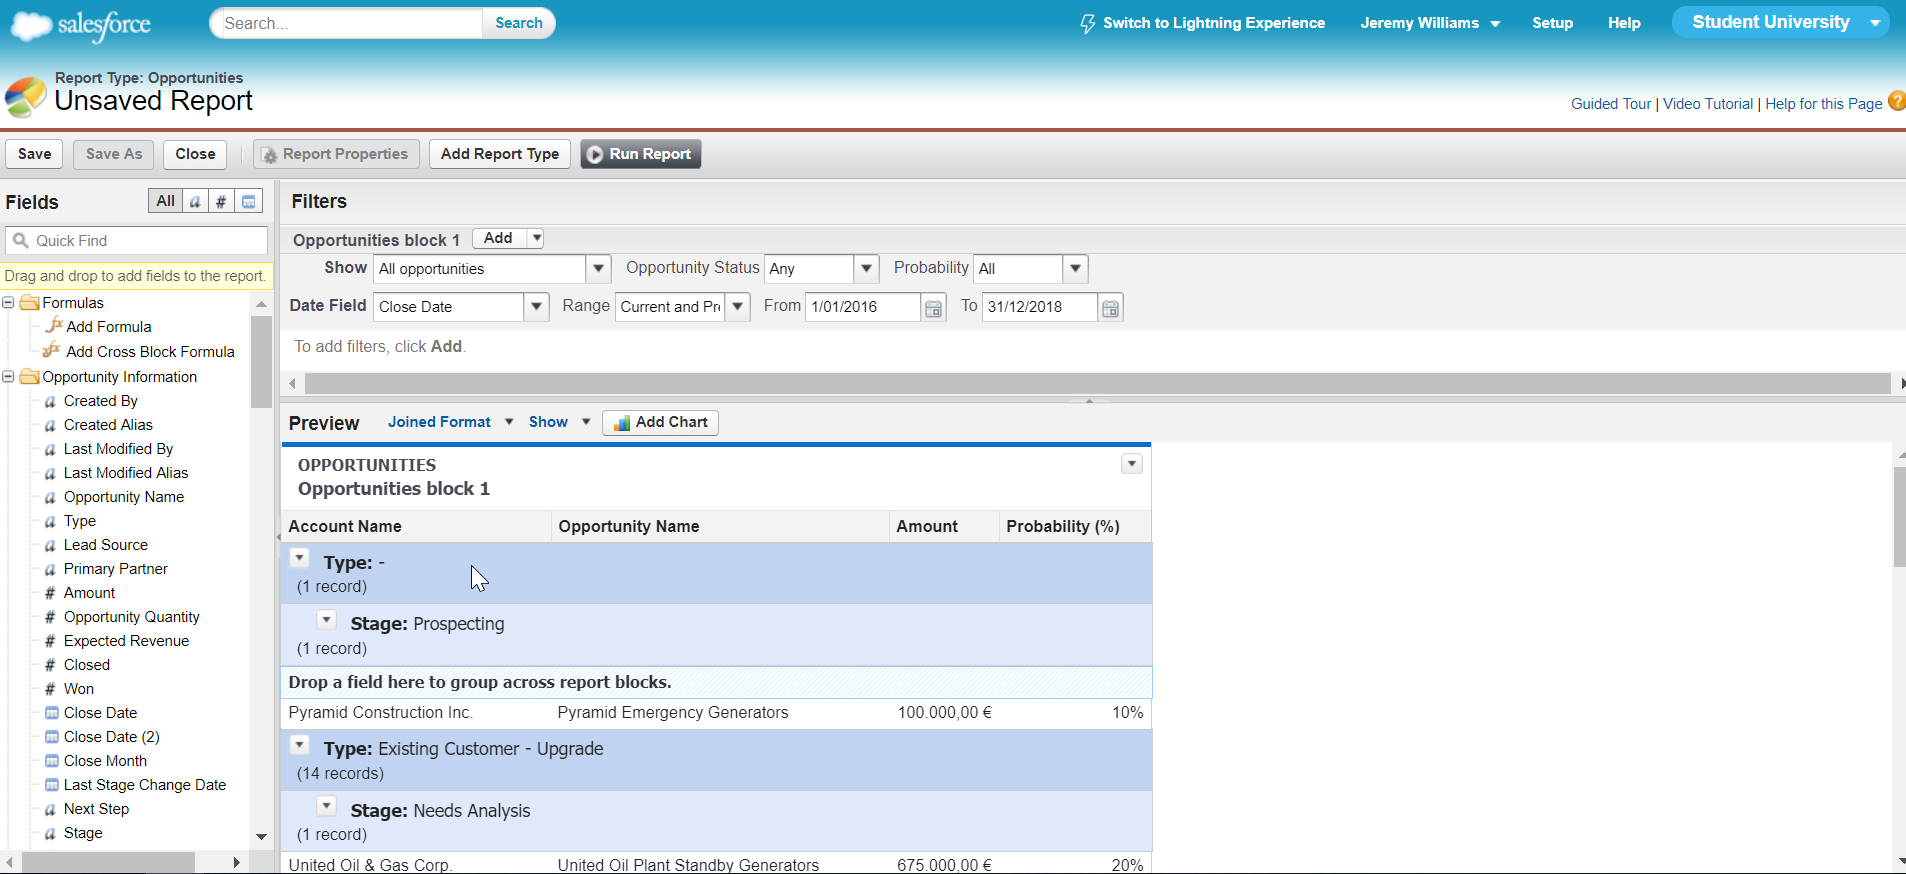 salesforce
Search...
Search
Switch to Lightning Experience
Jeremy Williams
Setup
Help
Student University
Report Type: Opportunities
Unsaved Report
Guided Tour | Video Tutorial | Help for this Page ?
Save
Save As
Close
Report Properties
Add Report Type
Run Report
Fields
All
a
#
Quick Find
Drag and drop to add fields to the report.
Formulas
Add Formula
Add Cross Block Formula
Opportunity Information
a Created By
a Created Alias
a Last Modified By
a Last Modified Alias
a Opportunity Name
a Type
a Lead Source
a Primary Partner
# Amount
# Opportunity Quantity
# Expected Revenue
# Closed
# Won
Close Date
Close Date (2)
Close Month
Last Stage Change Date
a Next Step
a Stage
Filters
Opportunities block 1
Add
Show All opportunities Opportunity Status Any Probability All
Date Field Close Date Range Current and Pr From 1/01/2016 To 31/12/2018
To add filters, click Add.
Preview
Joined Format
Show
Add Chart
OPPORTUNITIES
Opportunities block 1
Account Name Opportunity Name Amount Probability (%)
Type: -
(1 record)
Stage: Prospecting
(1 record)
Drop a field here to group across report blocks.
Pyramid Construction Inc. Pyramid Emergency Generators 100.000,00 € 10%
Type: Existing Customer - Upgrade
(14 records)
Stage: Needs Analysis
(1 record)
United Oil & Gas Corp. United Oil Plant Standby Generators 675.000,00 € 20%